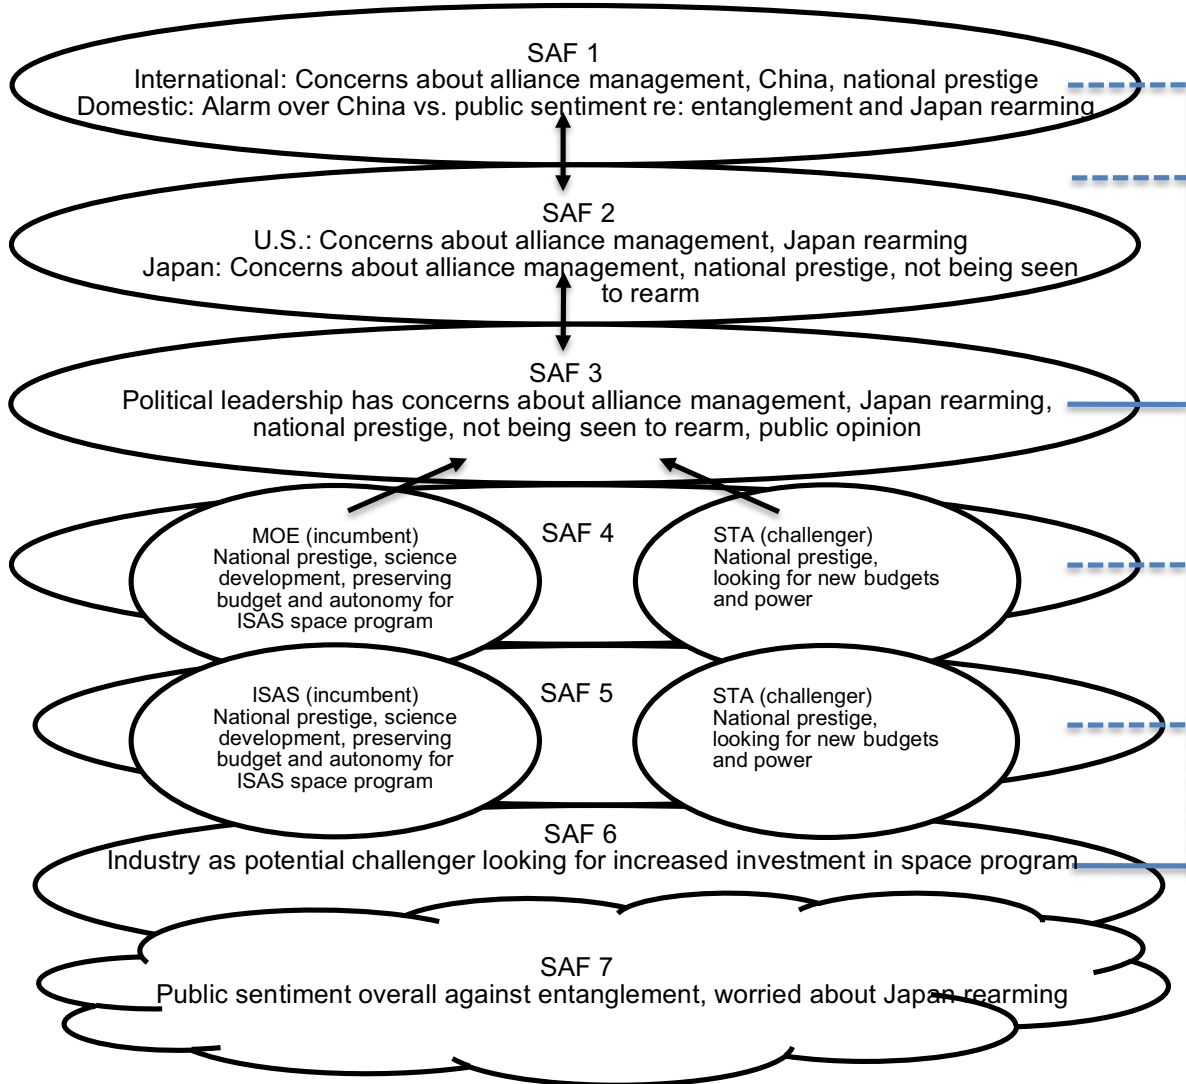 SAF 1
International: Concerns about alliance management, China, national prestige
Domestic: Alarm over China vs. public sentiment re: entanglement and Japan rearming
SAF 2
U.S.: Concerns about alliance management, Japan rearming
Japan: Concerns about alliance management, national prestige, not being seen
to rearm
SAF 3
Political leadership has concerns about alliance management, Japan rearming,
national prestige, not being seen to rearm, public opinion
SAF 4
MOE (incumbent)
National prestige, science
development, preserving
budget and autonomy for
ISAS space program
STA (challenger)
National prestige,
looking for new budgets
and power
SAF 5
ISAS (incumbent)
National prestige, science
development, preserving
budget and autonomy for
ISAS space program
STA (challenger)
National prestige,
looking for new budgets
and power
SAF 6
Industry as potential challenger looking for increased investment in space program
SAF 7
Public sentiment overall against entanglement, worried about Japan rearming